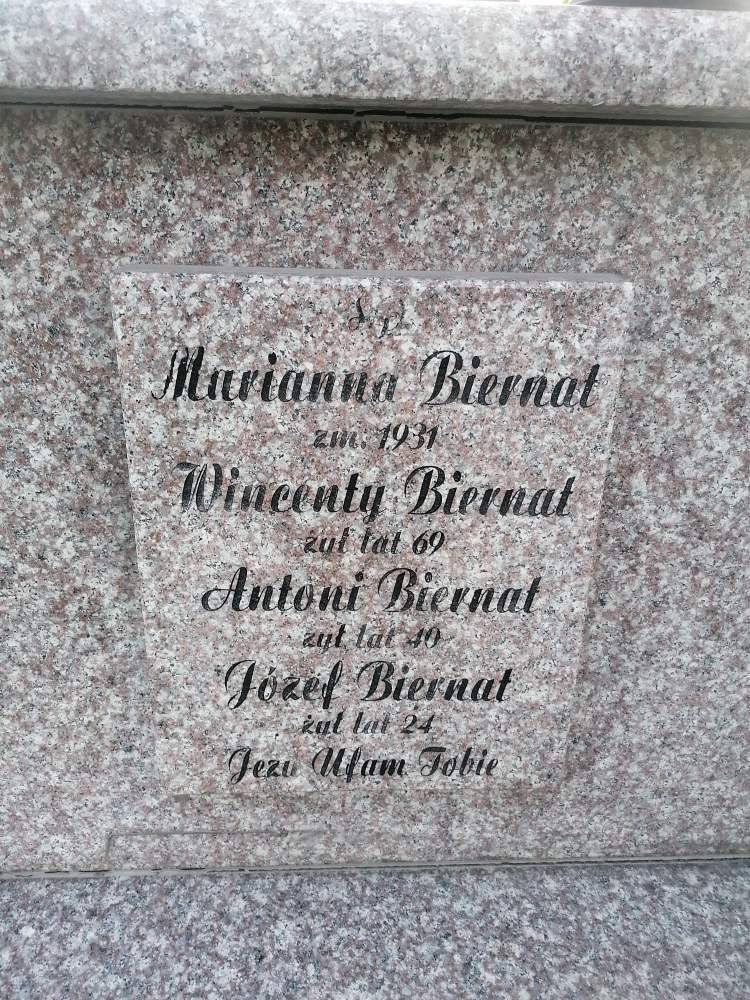 Ś.p.
Marianna Biernat
zm. 1931
Wincenty Biernat
żył lat 69
Antoni Biernat
żył lat 40
Józef Biernat
żył lat 24
Jezu Ufam Tobie